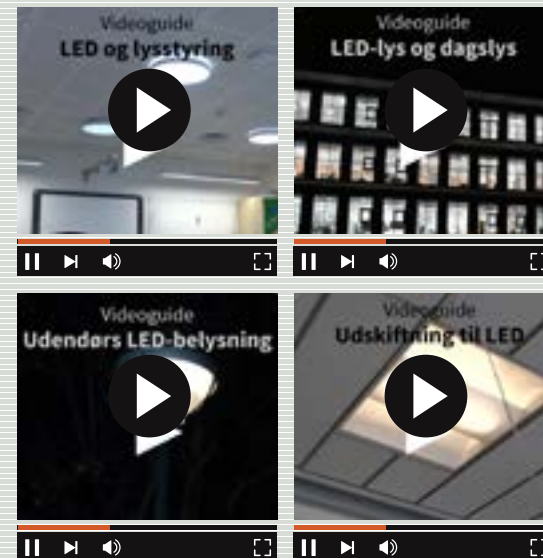 Videoguide
LED og lysstyring
Videoguide
LED-lys og dagslys
Videoguide
Udendørs LED-belysning
Videoguide
Udskiftning til LED